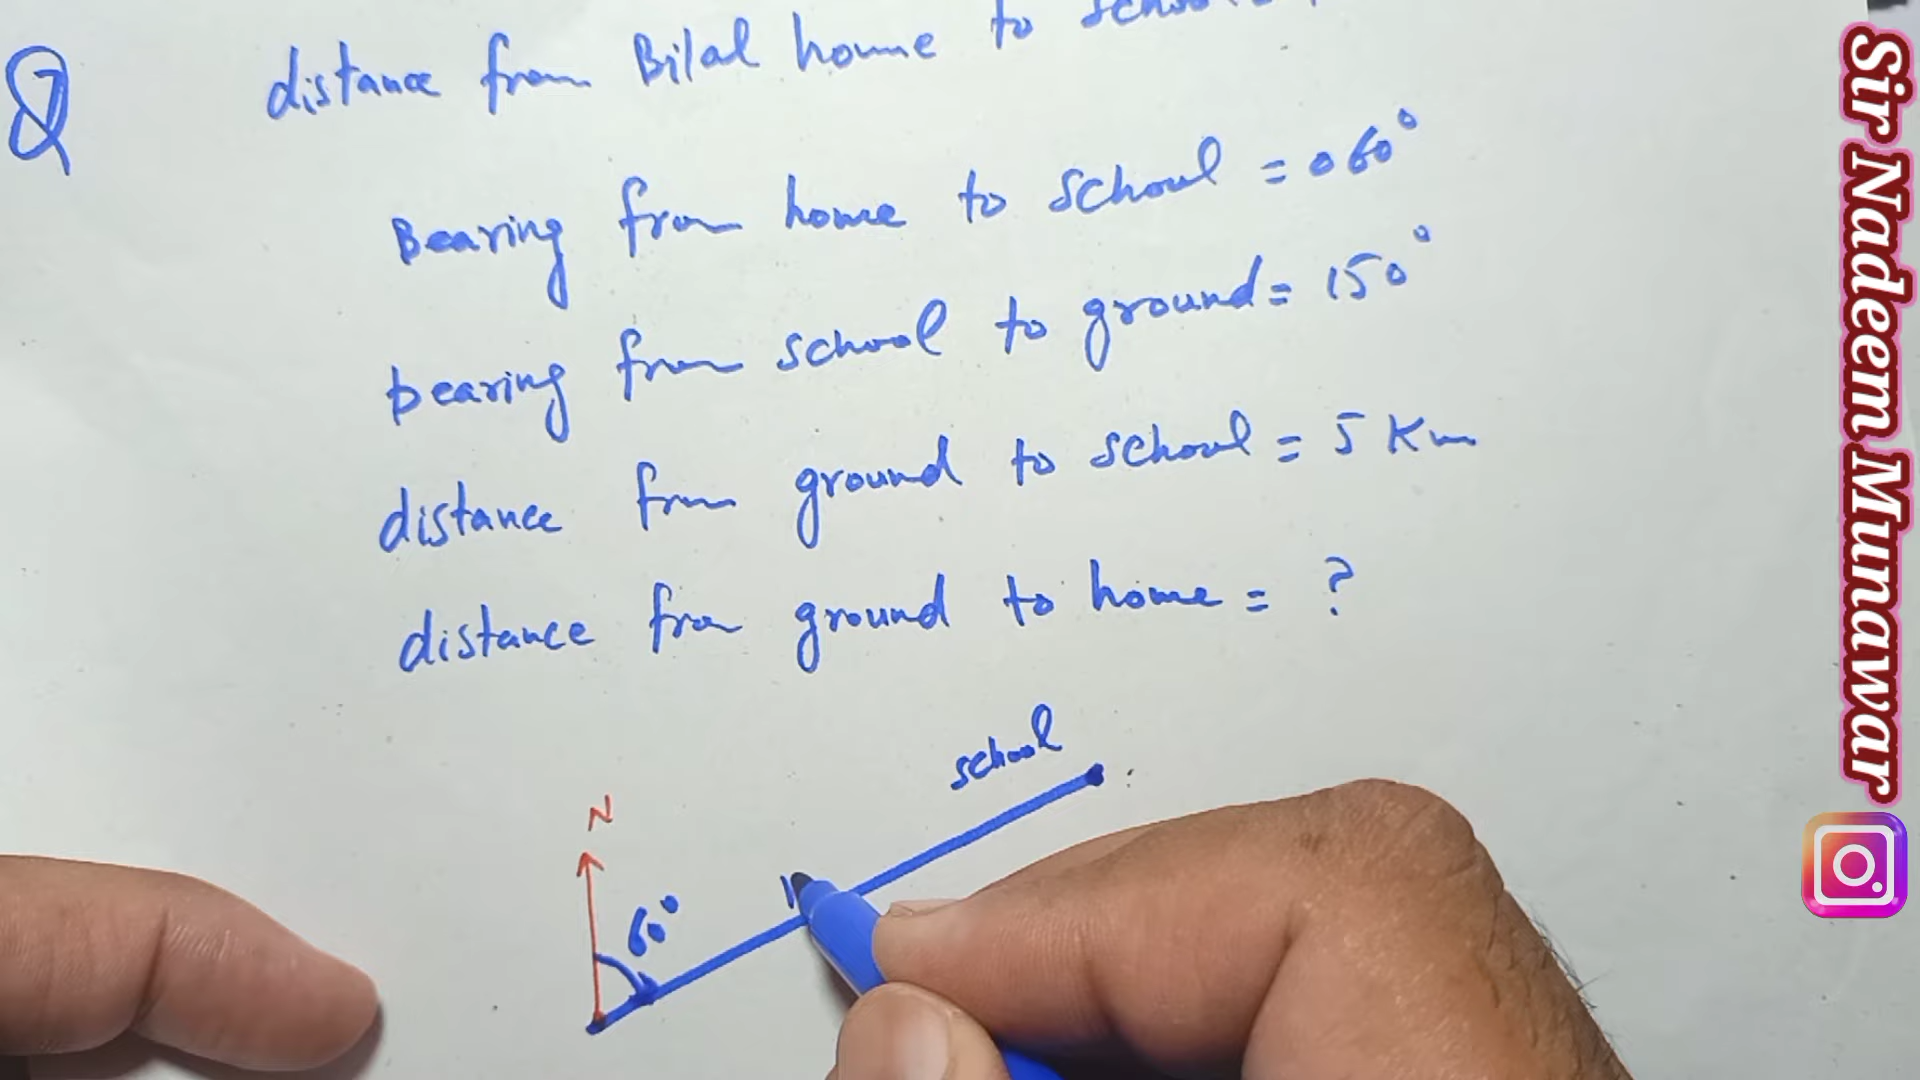 Q
distance from Bilal home to school
Bearing from home to school = 060°
bearing from school to ground = 150°
distance from ground to school = 5 Km
distance from ground to home = ?
school
N
60°
Sir Nadeem Munawar